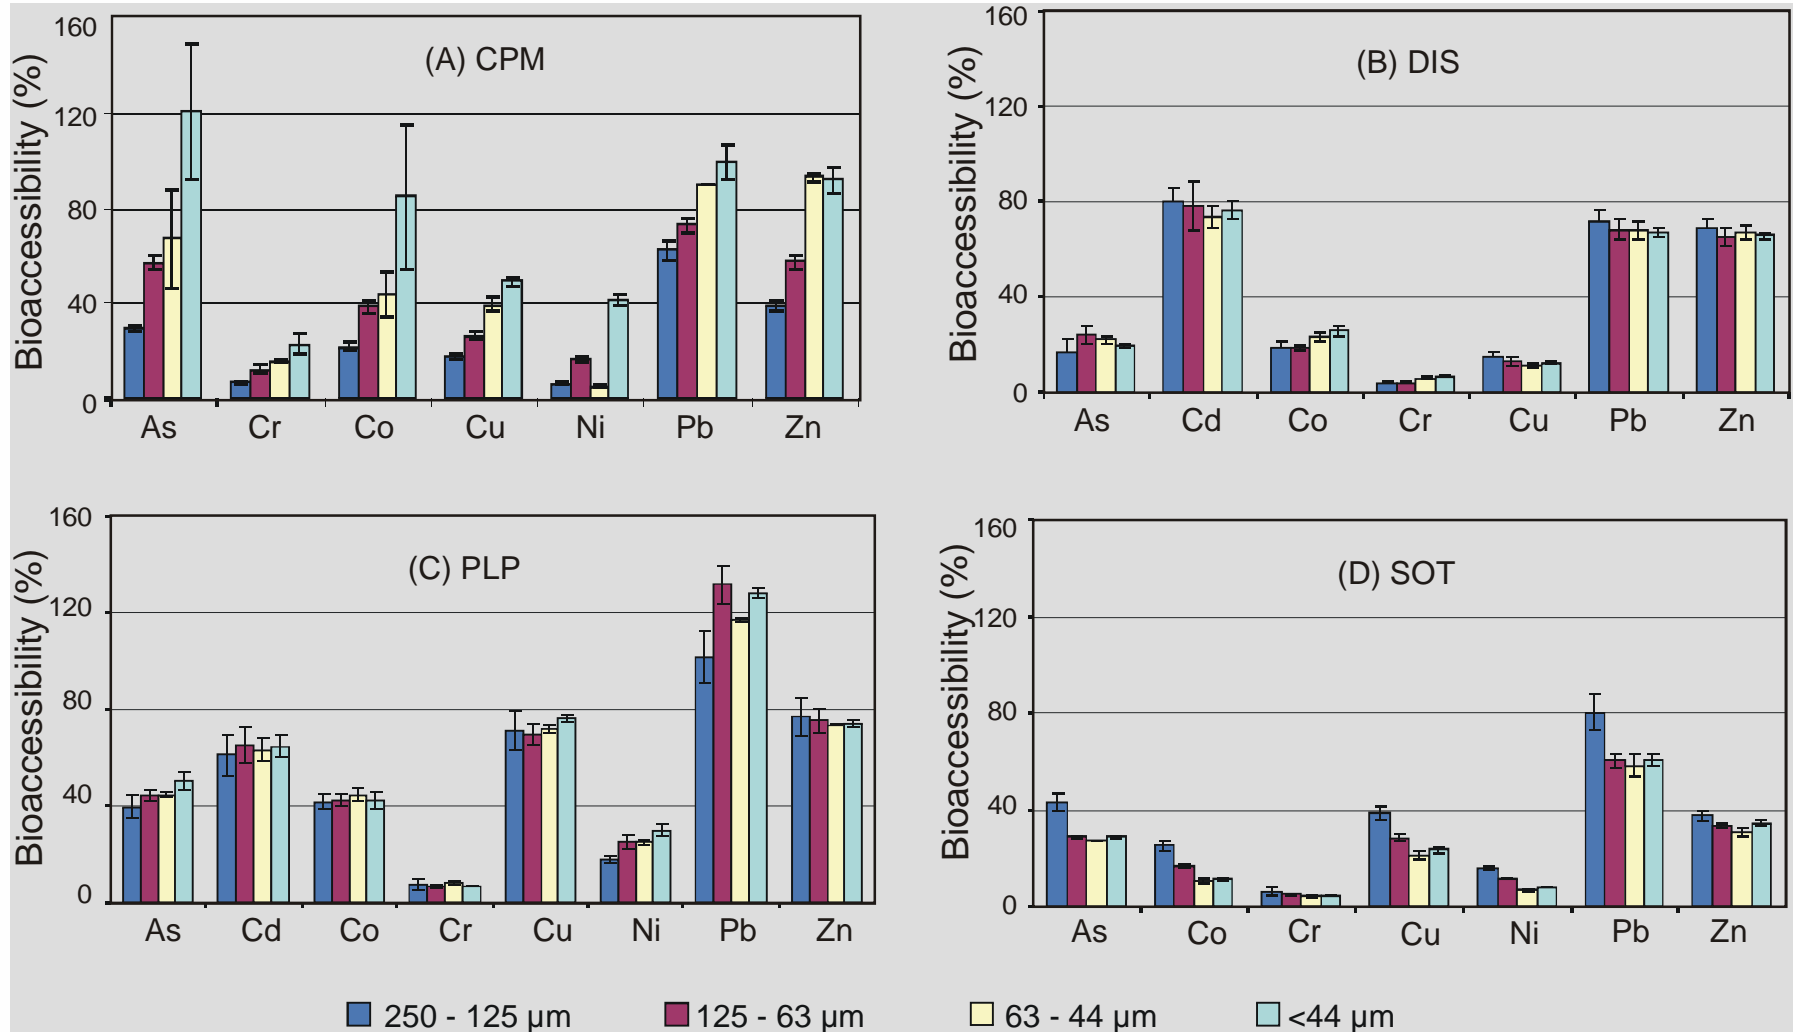 (A) CPM
Bioaccessibility (%)
160
120
80
40
0
As Cr Co Cu Ni Pb Zn
(B) DIS
Bioaccessibility (%)
160
120
80
40
0
As Cd Co Cr Cu Pb Zn
(C) PLP
Bioaccessibility (%)
160
120
80
40
0
As Cd Co Cr Cu Ni Pb Zn
(D) SOT
Bioaccessibility (%)
160
120
80
40
0
As Co Cr Cu Ni Pb Zn
250 - 125 µm 125 - 63 µm 63 - 44 µm <44 µm